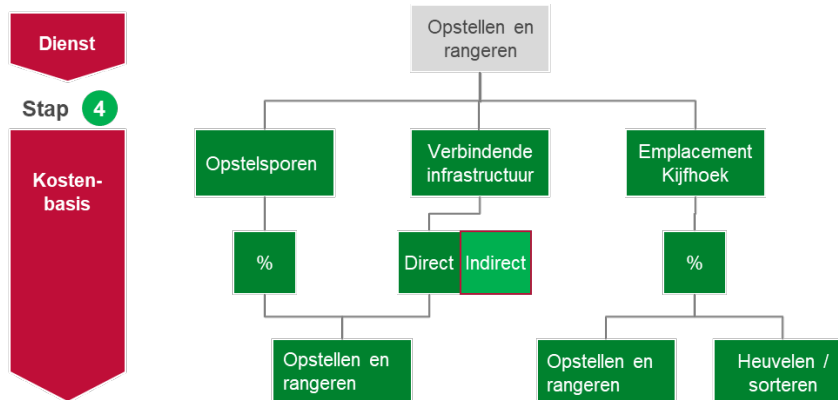 Dienst
Opstellen en
rangeren
Stap 4
Kosten-
basis
Opstelsporen
Verbindende
infrastructuur
Emplacement
Kijfhoek
%
Direct
Indirect
%
Opstellen en
rangeren
Opstellen en
rangeren
Heuvelen /
sorteren